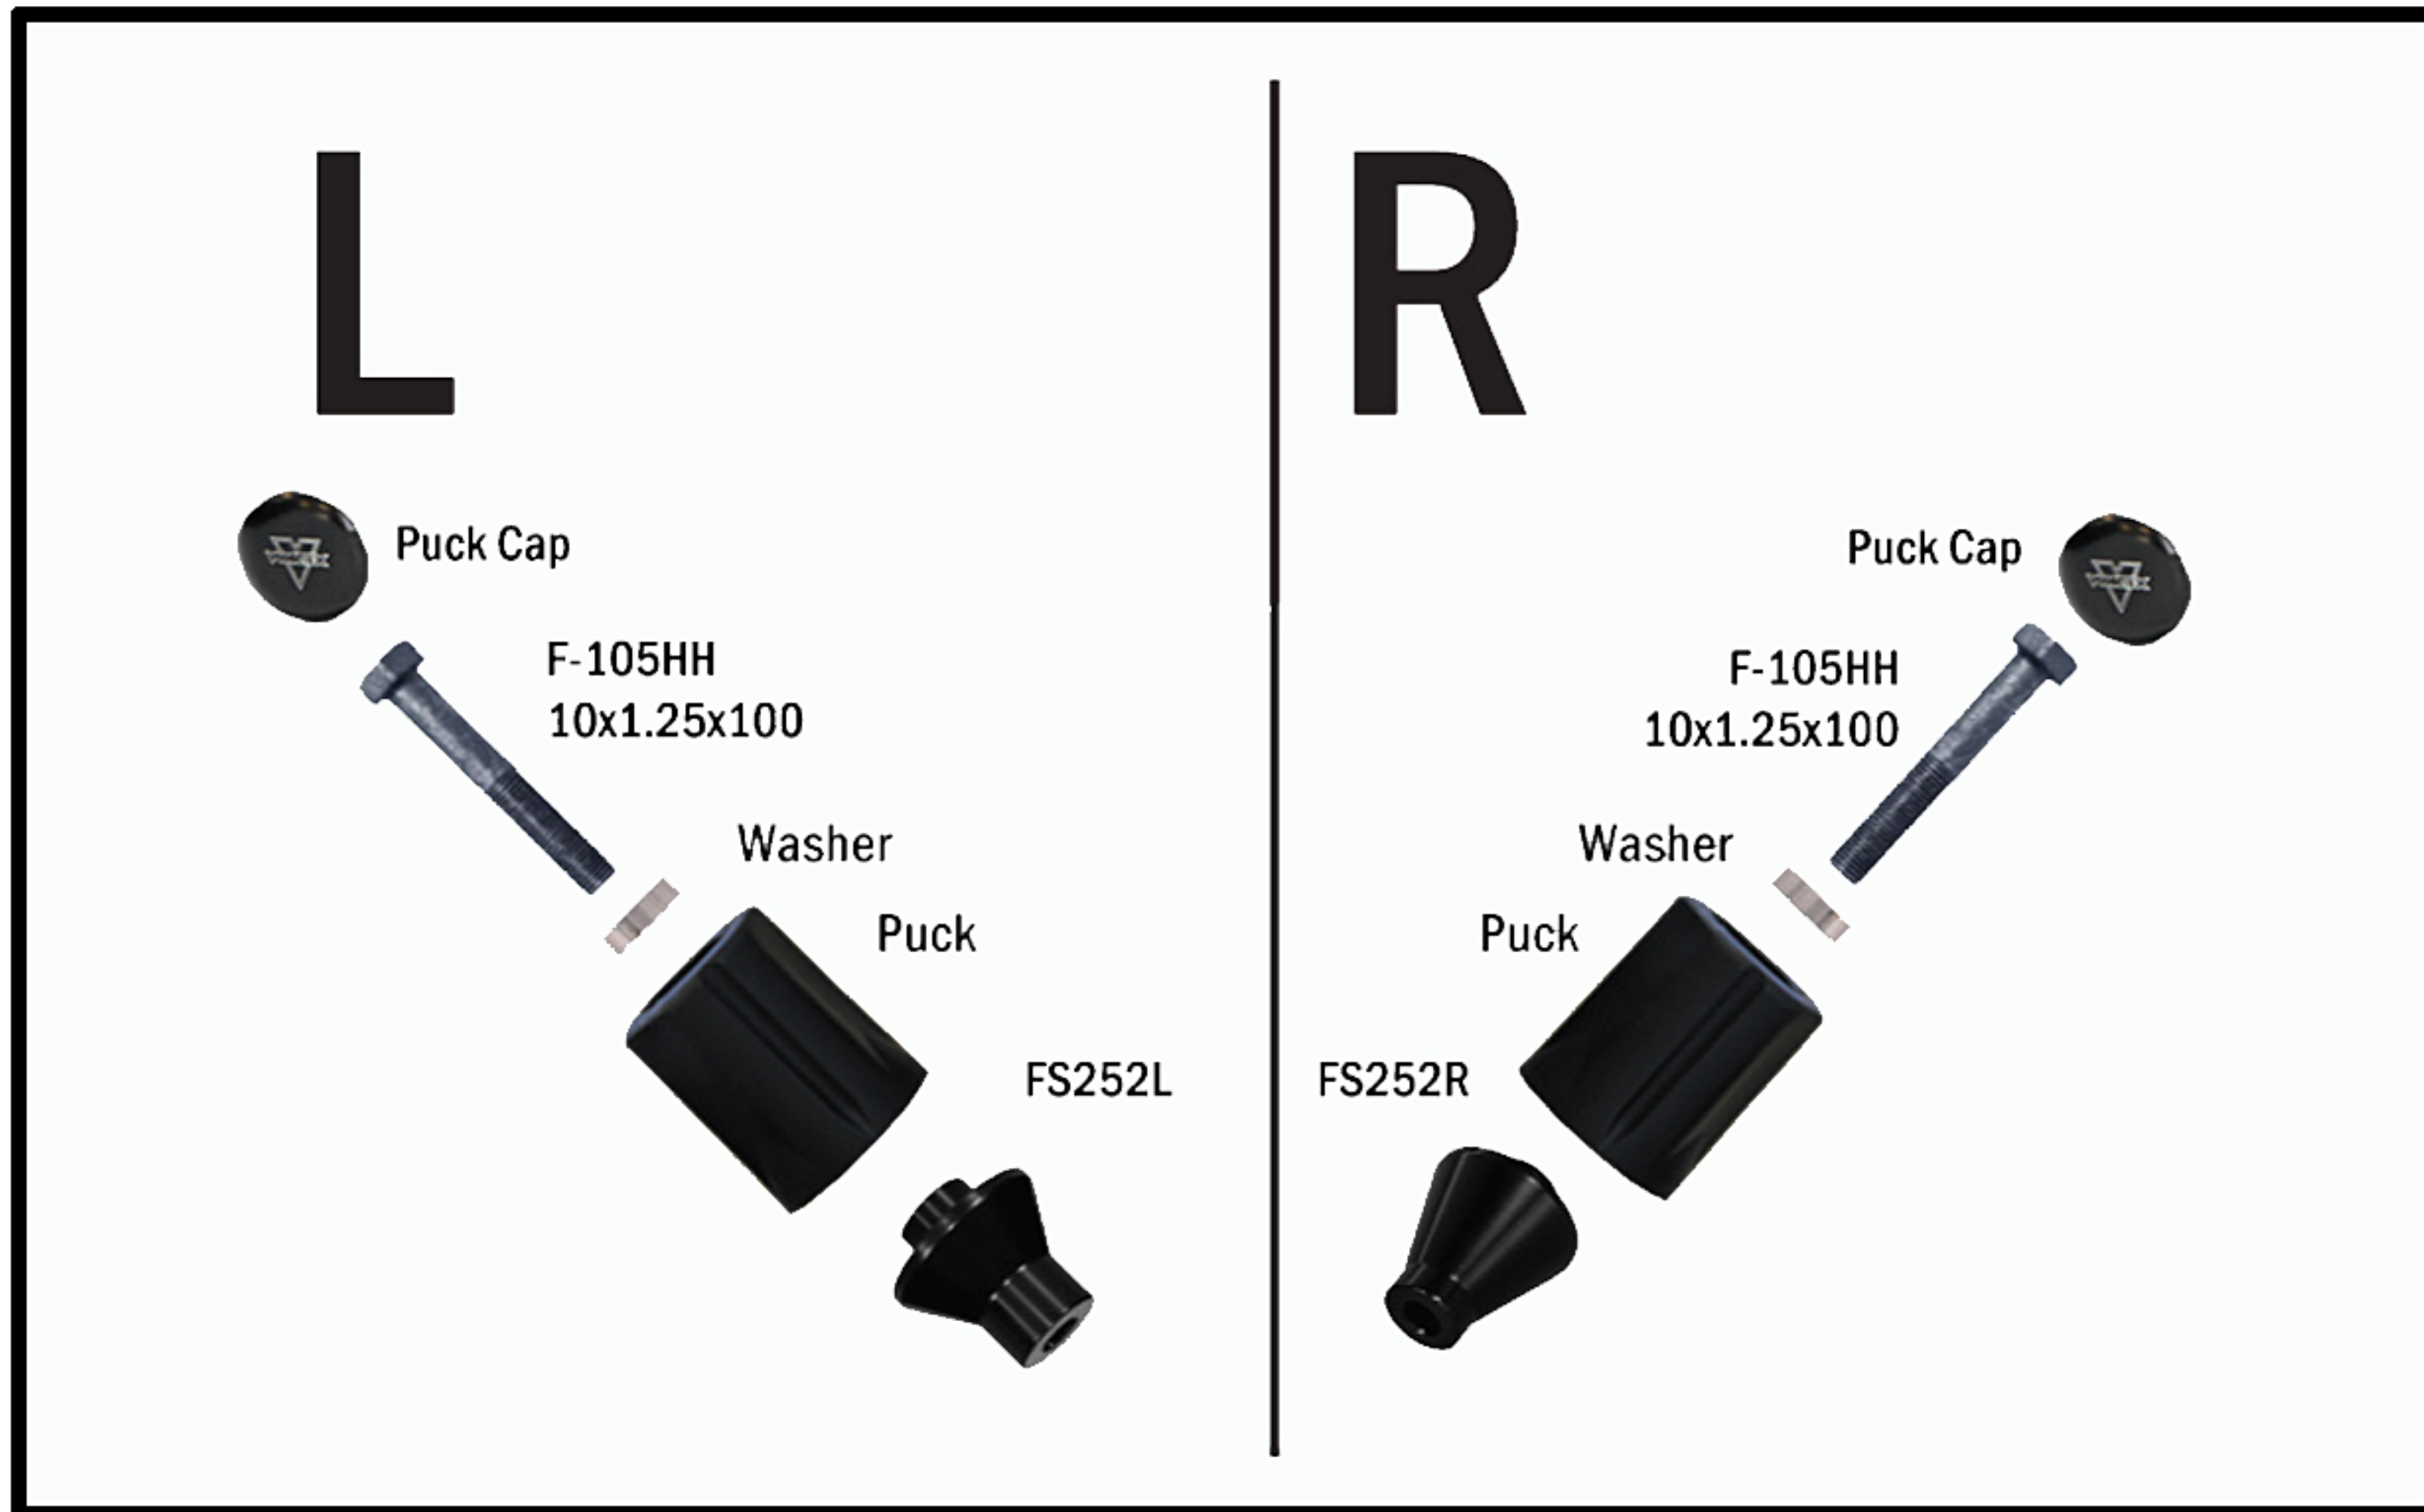 L
Puck Cap
F-105HH
10x1.25x100
Washer
Puck
FS252L
R
Puck Cap
F-105HH
10x1.25x100
Washer
Puck
FS252R